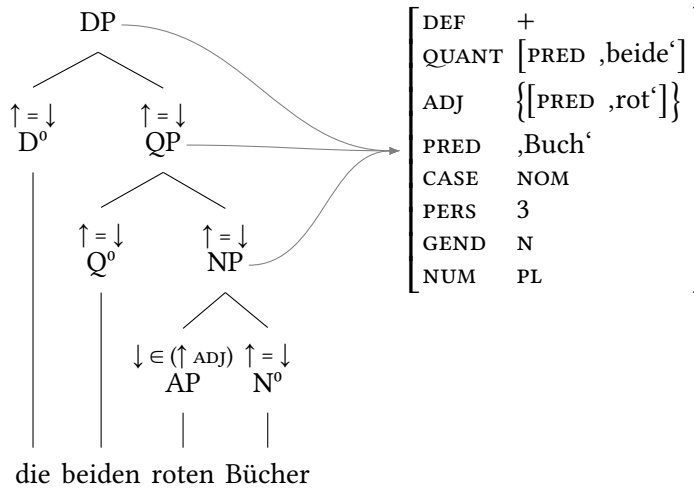 DP
↑ = ↓ ↑ = ↓
D⁰ QP
↑ = ↓ ↑ = ↓
Q⁰ NP
↓ ∈ (↑ ADJ) ↑ = ↓
AP N⁰
die beiden roten Bücher
DEF +
QUANT [PRED ‚beide‘]
ADJ {[PRED ‚rot‘]}
PRED ‚Buch‘
CASE NOM
PERS 3
GEND N
NUM PL